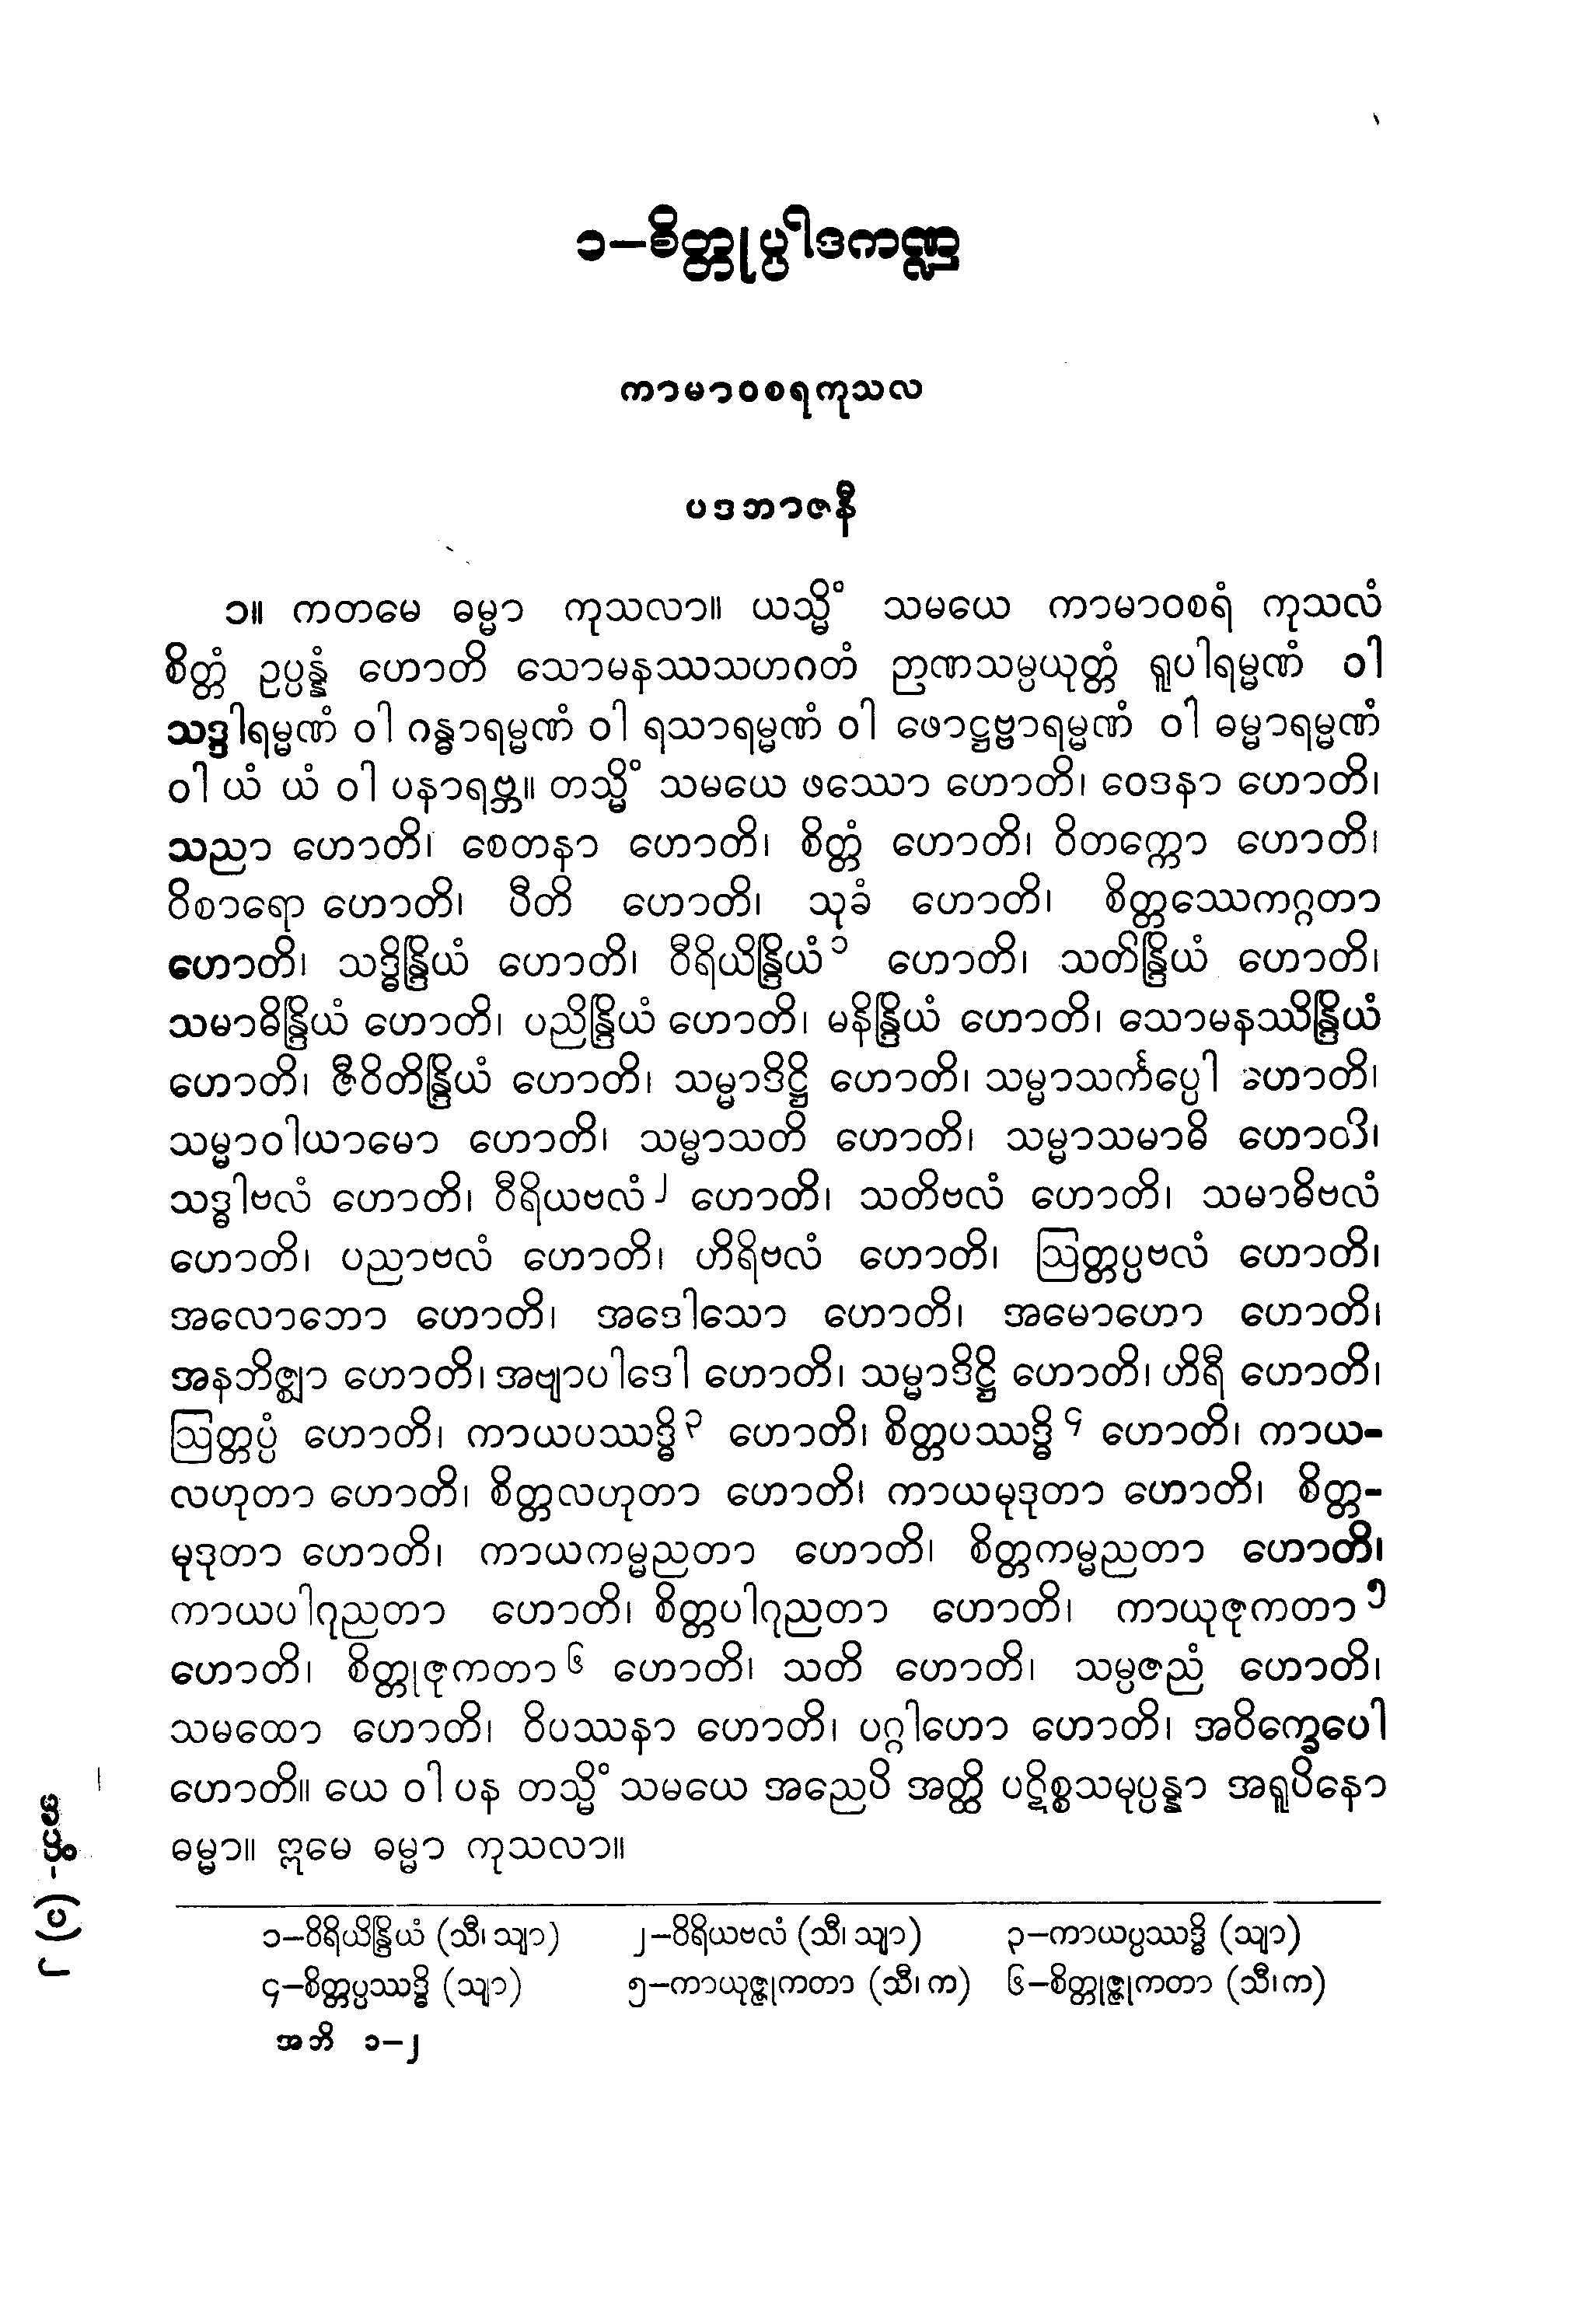 ၁–စိတ္တုပ္ပါဒကဏ္ဍ
ကာမာဝစရကုသလ
ပဒဘာဇနီ
၁။ ကတမေ ဓမ္မာ ကုသလာ။ ယသ္မိံ သမယေ ကာမာဝစရံ ကုသလံ
စိတ္တံ ဥပ္ပန္နံ ဟောတိ သောမနဿသဟဂတံ ဉာဏသမ္ပယုတ္တံ ရူပါရမ္မဏံ ဝါ
သဒ္ဒါရမ္မဏံ ဝါ ဂန္ဓာရမ္မဏံ ဝါ ရသာရမ္မဏံ ဝါ ဖောဋ္ဌဗ္ဗာရမ္မဏံ ဝါ ဓမ္မာရမ္မဏံ
ဝါ ယံ ယံ ဝါ ပနာရဗ္ဘ။ တသ္မိံ သမယေ ဖဿော ဟောတိ၊ ဝေဒနာ ဟောတိ၊
သညာ ဟောတိ၊ စေတနာ ဟောတိ၊ စိတ္တံ ဟောတိ၊ ဝိတက္ကော ဟောတိ၊
ဝိစာရော ဟောတိ၊ ပီတိ ဟောတိ၊ သုခံ ဟောတိ၊ စိတ္တဿေကဂ္ဂတာ
ဟောတိ၊ သဒ္ဓိန္ဒြိယံ ဟောတိ၊ ဝီရိယိန္ဒြိယံ၁ ဟောတိ၊ သတိန္ဒြိယံ ဟောတိ၊
သမာဓိန္ဒြိယံ ဟောတိ၊ ပညိန္ဒြိယံ ဟောတိ၊ မနိန္ဒြိယံ ဟောတိ၊ သောမနဿိန္ဒြိယံ
ဟောတိ၊ ဇီဝိတိန္ဒြိယံ ဟောတိ၊ သမ္မာဒိဋ္ဌိ ဟောတိ၊ သမ္မာသင်္ကပ္ပေါ ဟောတိ၊
သမ္မာဝါယာမော ဟောတိ၊ သမ္မာသတိ ဟောတိ၊ သမ္မာသမာဓိ ဟောတိ၊
သဒ္ဓါဗလံ ဟောတိ၊ ဝီရိယဗလံ၂ ဟောတိ၊ သတိဗလံ ဟောတိ၊ သမာဓိဗလံ
ဟောတိ၊ ပညာဗလံ ဟောတိ၊ ဟိရိဗလံ ဟောတိ၊ ဩတ္တပ္ပဗလံ ဟောတိ၊
အလောဘော ဟောတိ၊ အဒေါသော ဟောတိ၊ အမောဟော ဟောတိ၊
အနဘိဇ္ဈာ ဟောတိ၊ အဗျာပါဒေါ ဟောတိ၊ သမ္မာဒိဋ္ဌိ ဟောတိ၊ ဟိရီ ဟောတိ၊
ဩတ္တပ္ပံ ဟောတိ၊ ကာယပဿဒ္ဓိ၃ ဟောတိ၊ စိတ္တပဿဒ္ဓိ၄ ဟောတိ၊ ကာယ-
လဟုတာ ဟောတိ၊ စိတ္တလဟုတာ ဟောတိ၊ ကာယမုဒုတာ ဟောတိ၊ စိတ္တ-
မုဒုတာ ဟောတိ၊ ကာယကမ္မညတာ ဟောတိ၊ စိတ္တကမ္မညတာ ဟောတိ၊
ကာယပါဂုညတာ ဟောတိ၊ စိတ္တပါဂုညတာ ဟောတိ၊ ကာယုဇုကတာ၅
ဟောတိ၊ စိတ္တုဇုကတာ၆ ဟောတိ၊ သတိ ဟောတိ၊ သမ္ပဇညံ ဟောတိ၊
သမထော ဟောတိ၊ ဝိပဿနာ ဟောတိ၊ ပဂ္ဂါဟော ဟောတိ၊ အဝိက္ခေပေါ
ဟောတိ။ ယေ ဝါ ပန တသ္မိံ သမယေ အညေပိ အတ္ထိ ပဋိစ္စသမုပ္ပန္နာ အရူပိနော
ဓမ္မာ။ ဣမေ ဓမ္မာ ကုသလာ။
၁–ဝိရိယိန္ဒြိယံ (သီ၊ သျာ) ၂–ဝိရိယဗလံ (သီ၊ သျာ) ၃–ကာယပ္ပဿဒ္ဓိ (သျာ)
၄–စိတ္တပ္ပဿဒ္ဓိ (သျာ) ၅–ကာယုဇ္ဇုကတာ (သီ၊ က) ၆–စိတ္တုဇ္ဇုကတာ (သီ၊ က)
အဘိ ၁–၂